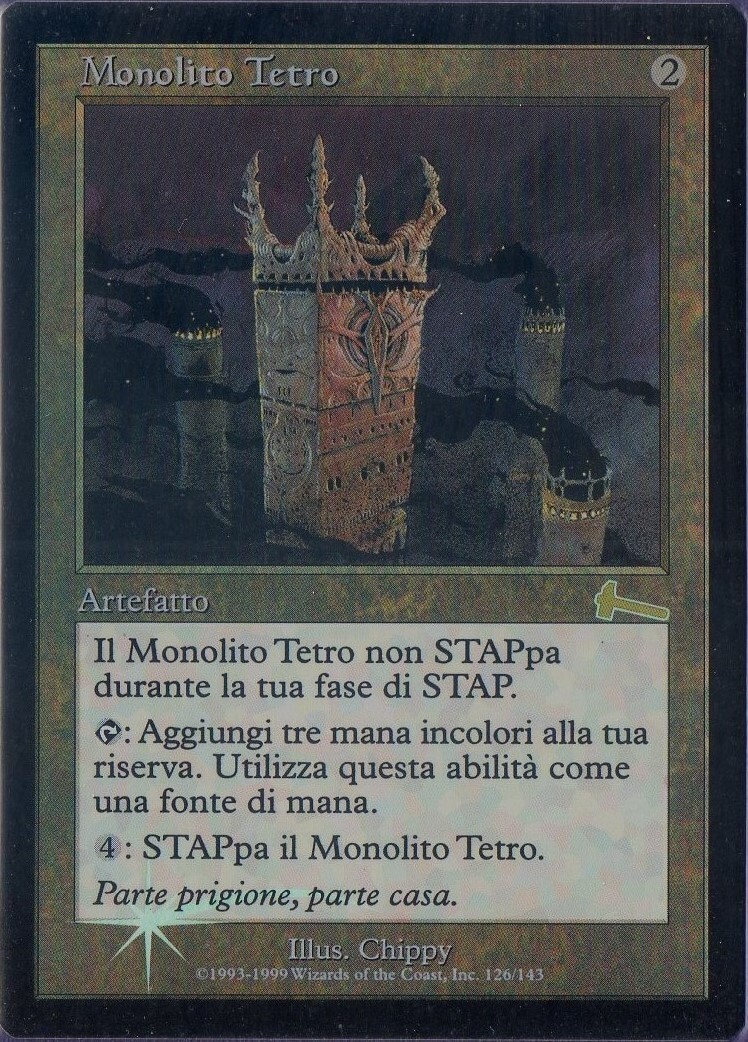 Monolito Tetro 2
Artefatto
Il Monolito Tetro non STAPpa
durante la tua fase di STAP.
: Aggiungi tre mana incolori alla tua
riserva. Utilizza questa abilità come
una fonte di mana.
4: STAPpa il Monolito Tetro.
Parte prigione, parte casa.
Illus. Chippy
©1993-1999 Wizards of the Coast, Inc. 126/143